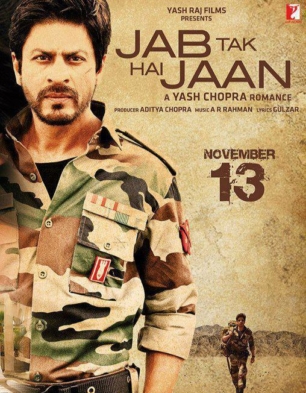 YASH RAJ FILMS
PRESENTS
JAB TAK
HAI JAAN
A YASH CHOPRA ROMANCE
PRODUCER ADITYA CHOPRA MUSIC A R RAHMAN LYRICS GULZAR
NOVEMBER
13